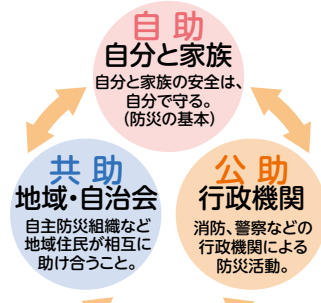 自助
自分と家族
自分と家族の安全は、
自分で守る。
(防災の基本)
共助
地域・自治会
自主防災組織など
地域住民が相互に
助け合うこと。
公助
行政機関
消防、警察などの
行政機関による
防災活動。